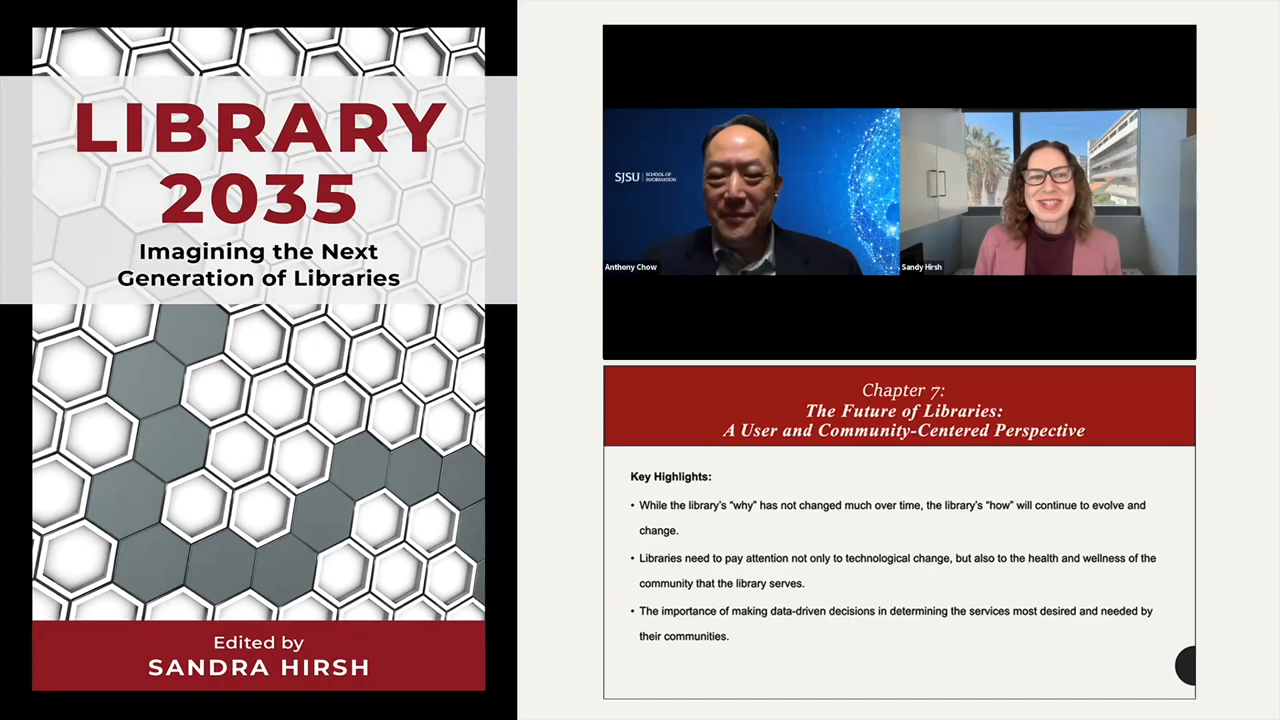 LIBRARY
2035
Imagining the Next
Generation of Libraries
Edited by
SANDRA HIRSH
SJSU | SCHOOL OF
INFORMATION
Anthony Chow
Sandy Hirsh
Chapter 7:
The Future of Libraries:
A User and Community-Centered Perspective
Key Highlights:
• While the library's “why” has not changed much over time, the library's “how” will continue to evolve and
change.
• Libraries need to pay attention not only to technological change, but also to the health and wellness of the
community that the library serves.
• The importance of making data-driven decisions in determining the services most desired and needed by
their communities.